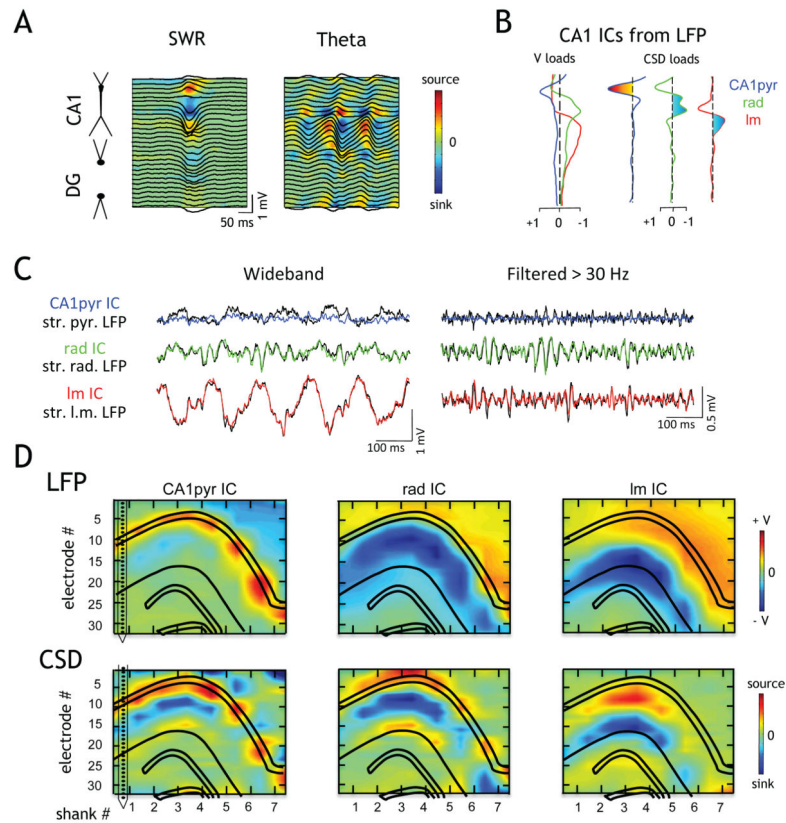 A
SWR
Theta
CA1
DG
source
0
sink
50 ms
1 mV
B
CA1 ICs from LFP
V loads
CSD loads
CA1pyr
rad
lm
+1 0 -1
+1 0 -1
C
Wideband
Filtered > 30 Hz
CA1pyr IC
str. pyr. LFP
rad IC
str. rad. LFP
lm IC
str. l.m. LFP
100 ms
1 mV
100 ms
0.5 mV
D
LFP
CA1pyr IC
rad IC
lm IC
electrode #
5
10
15
20
25
30
+ V
0
- V
CSD
electrode #
5
10
15
20
25
30
source
0
sink
shank #
1 2 3 4 5 6 7
1 2 3 4 5 6 7
1 2 3 4 5 6 7